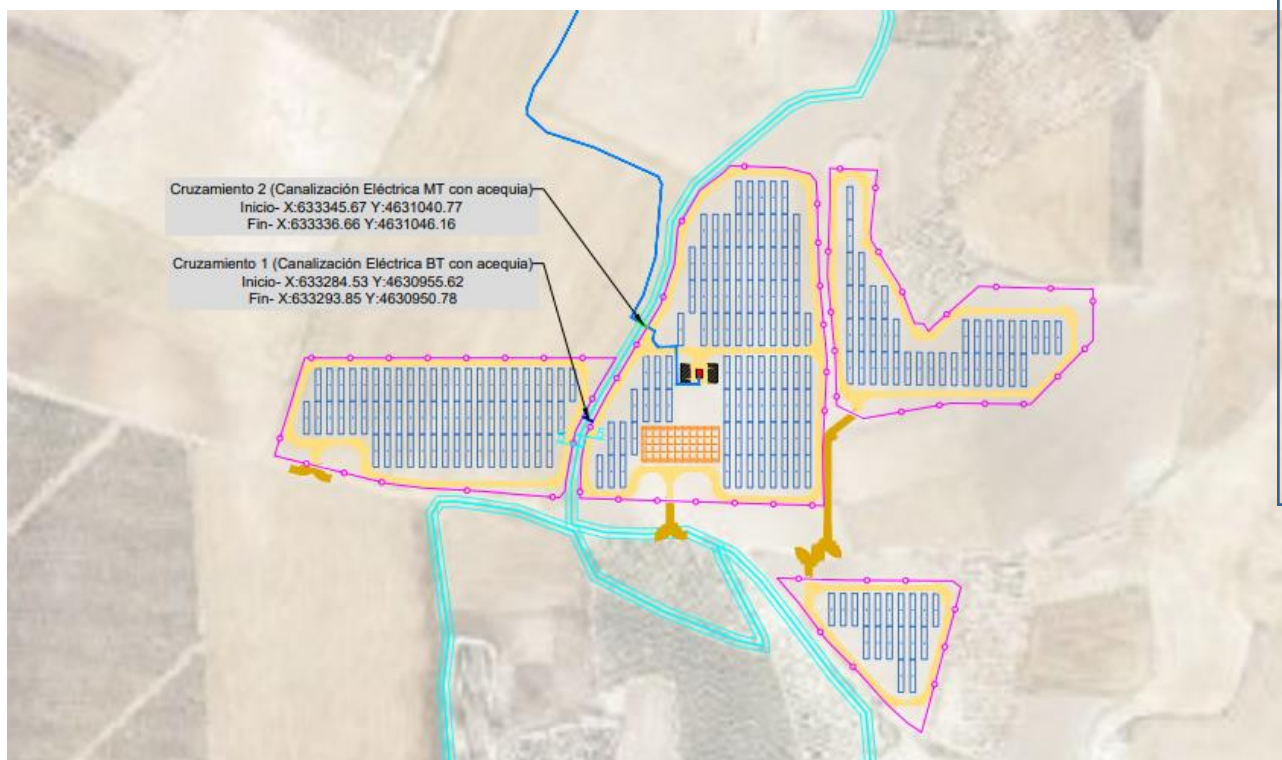 Cruzamiento 2 (Canalización Eléctrica MT con acequia)
Inicio- X:633345.67 Y:4631040.77
Fin- X:633336.66 Y:4631046.16
Cruzamiento 1 (Canalización Eléctrica BT con acequia)
Inicio- X:633284.53 Y:4630955.62
Fin- X:633293.85 Y:4630950.78